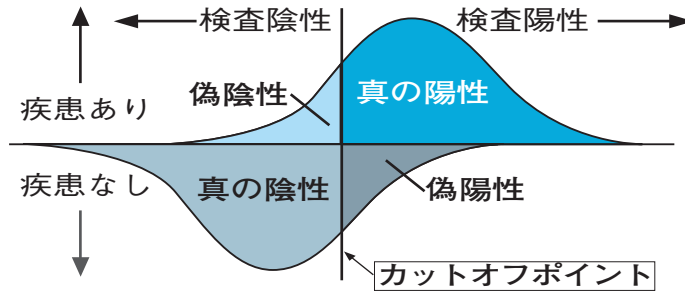 検査陰性
検査陽性
疾患あり
偽陰性
真の陽性
疾患なし
真の陰性
偽陽性
カットオフポイント